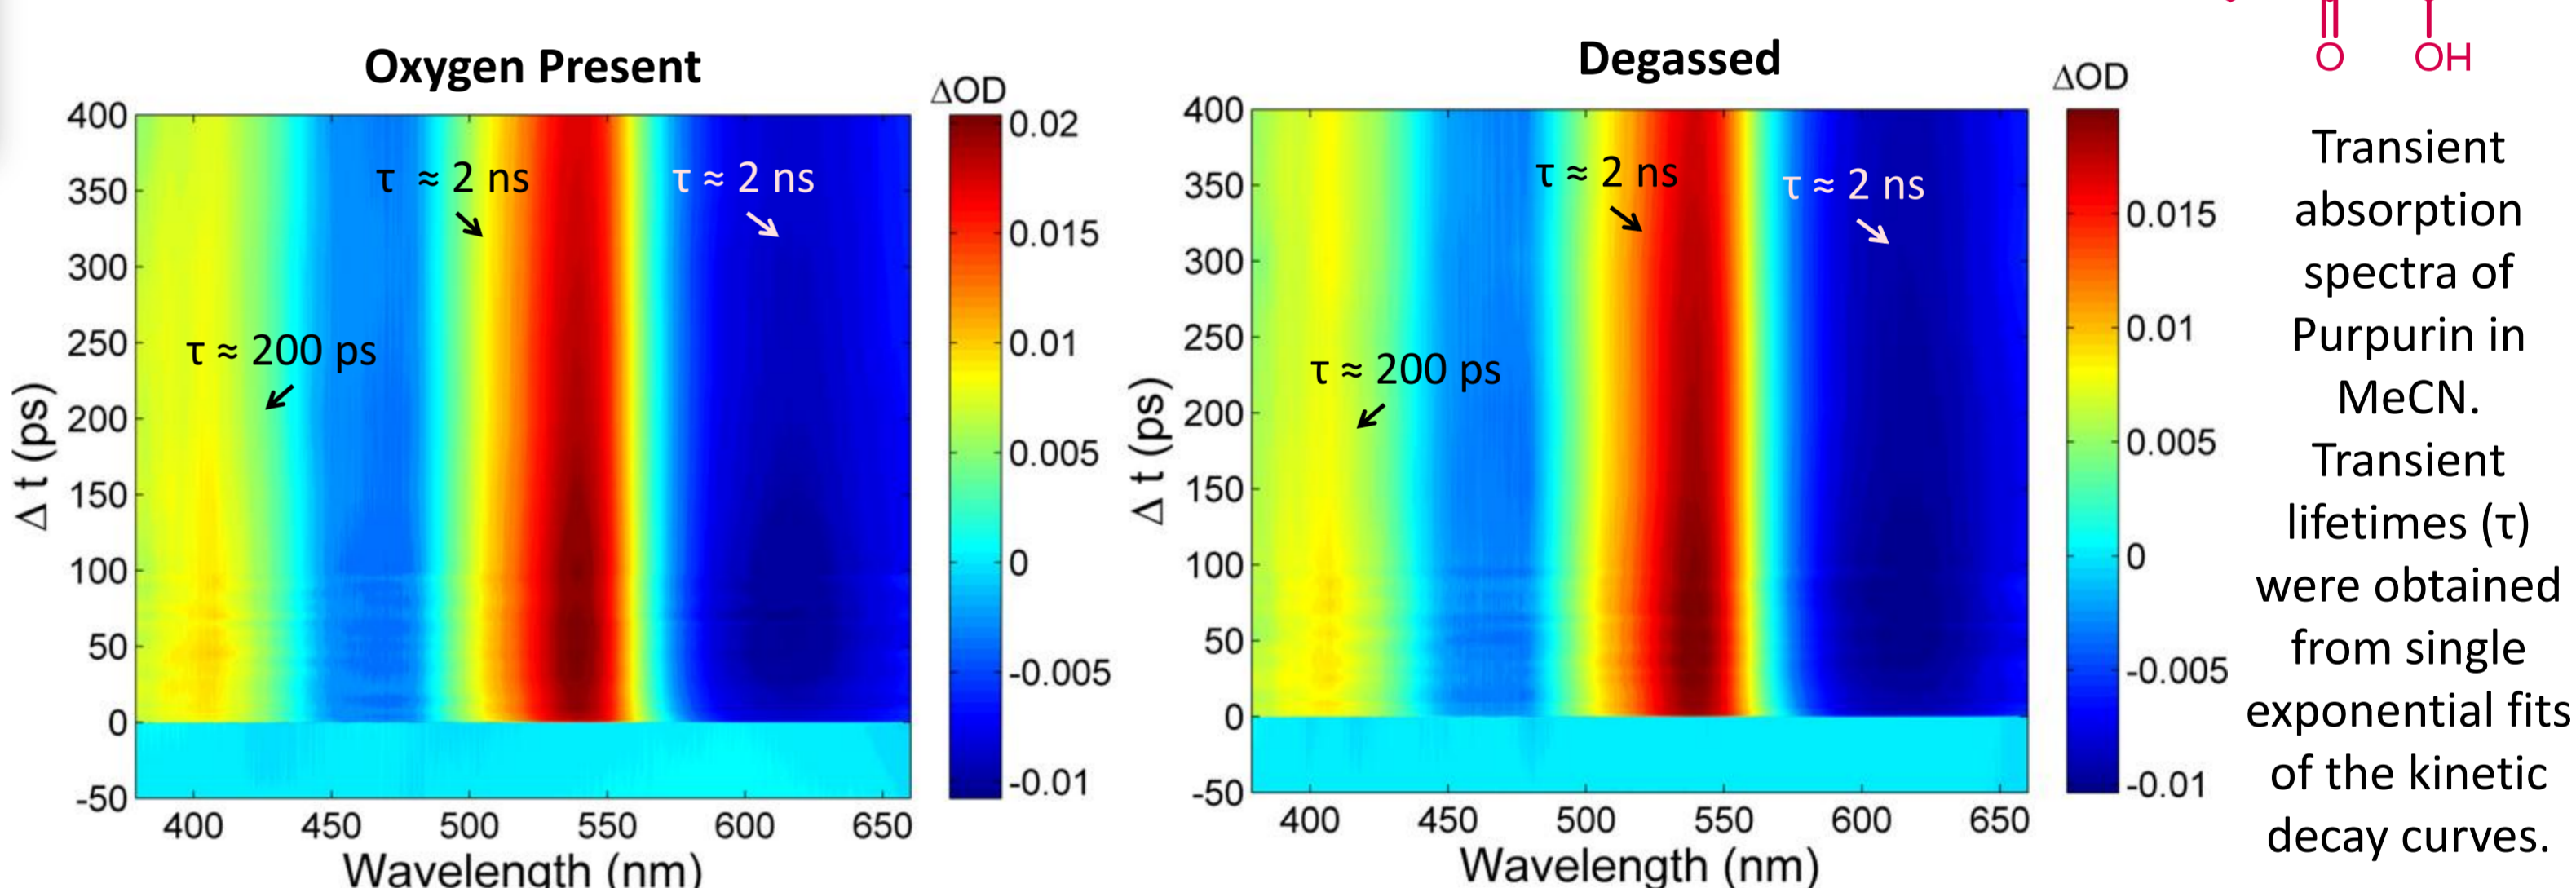 Oxygen Present
ΔOD
400
350
300
250
200
150
100
50
0
-50
Δ t (ps)
τ ≈ 2 ns
τ ≈ 2 ns
τ ≈ 200 ps
0.02
0.015
0.01
0.005
0
-0.005
-0.01
400 450 500 550 600 650
Wavelength (nm)
Degassed
ΔOD
400
350
300
250
200
150
100
50
0
-50
Δ t (ps)
τ ≈ 2 ns
τ ≈ 2 ns
τ ≈ 200 ps
0.015
0.01
0.005
0
-0.005
-0.01
400 450 500 550 600 650
Wavelength (nm)
O OH
Transient
absorption
spectra of
Purpurin in
MeCN.
Transient
lifetimes (τ)
were obtained
from single
exponential fits
of the kinetic
decay curves.